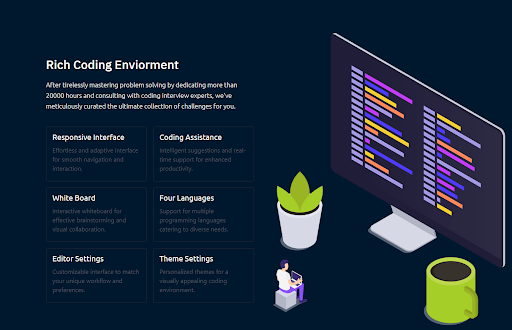 Rich Coding Enviorment
After tirelessly mastering problem solving by dedicating more than
20000 hours and consulting with coding interview experts, we've
meticulously curated the ultimate collection of challenges for you.
Responsive Interface
Effortless and adaptive interface
for smooth navigation and
interaction.
Coding Assistance
Intelligent suggestions and real-
time support for enhanced
productivity.
White Board
Interactive whiteboard for
effective brainstorming and
visual collaboration.
Four Languages
Support for multiple
programming languages
catering to diverse needs.
Editor Settings
Customizable interface to match
your unique workflow and
preferences.
Theme Settings
Personalized themes for a
visually appealing coding
environment.